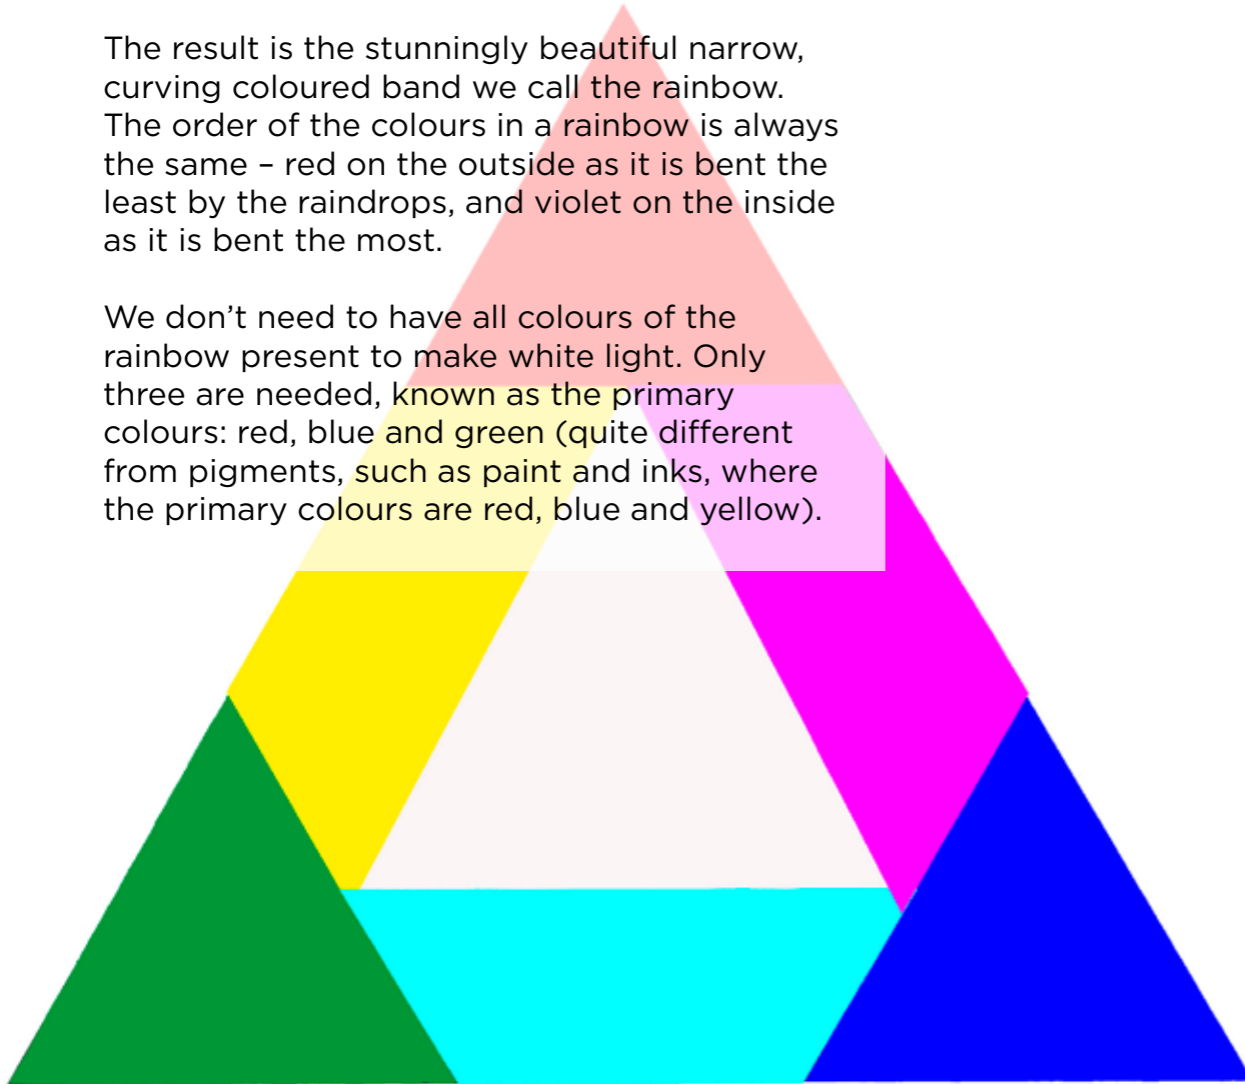 The result is the stunningly beautiful narrow,
curving coloured band we call the rainbow.
The order of the colours in a rainbow is always
the same – red on the outside as it is bent the
least by the raindrops, and violet on the inside
as it is bent the most.
We don’t need to have all colours of the
rainbow present to make white light. Only
three are needed, known as the primary
colours: red, blue and green (quite different
from pigments, such as paint and inks, where
the primary colours are red, blue and yellow).